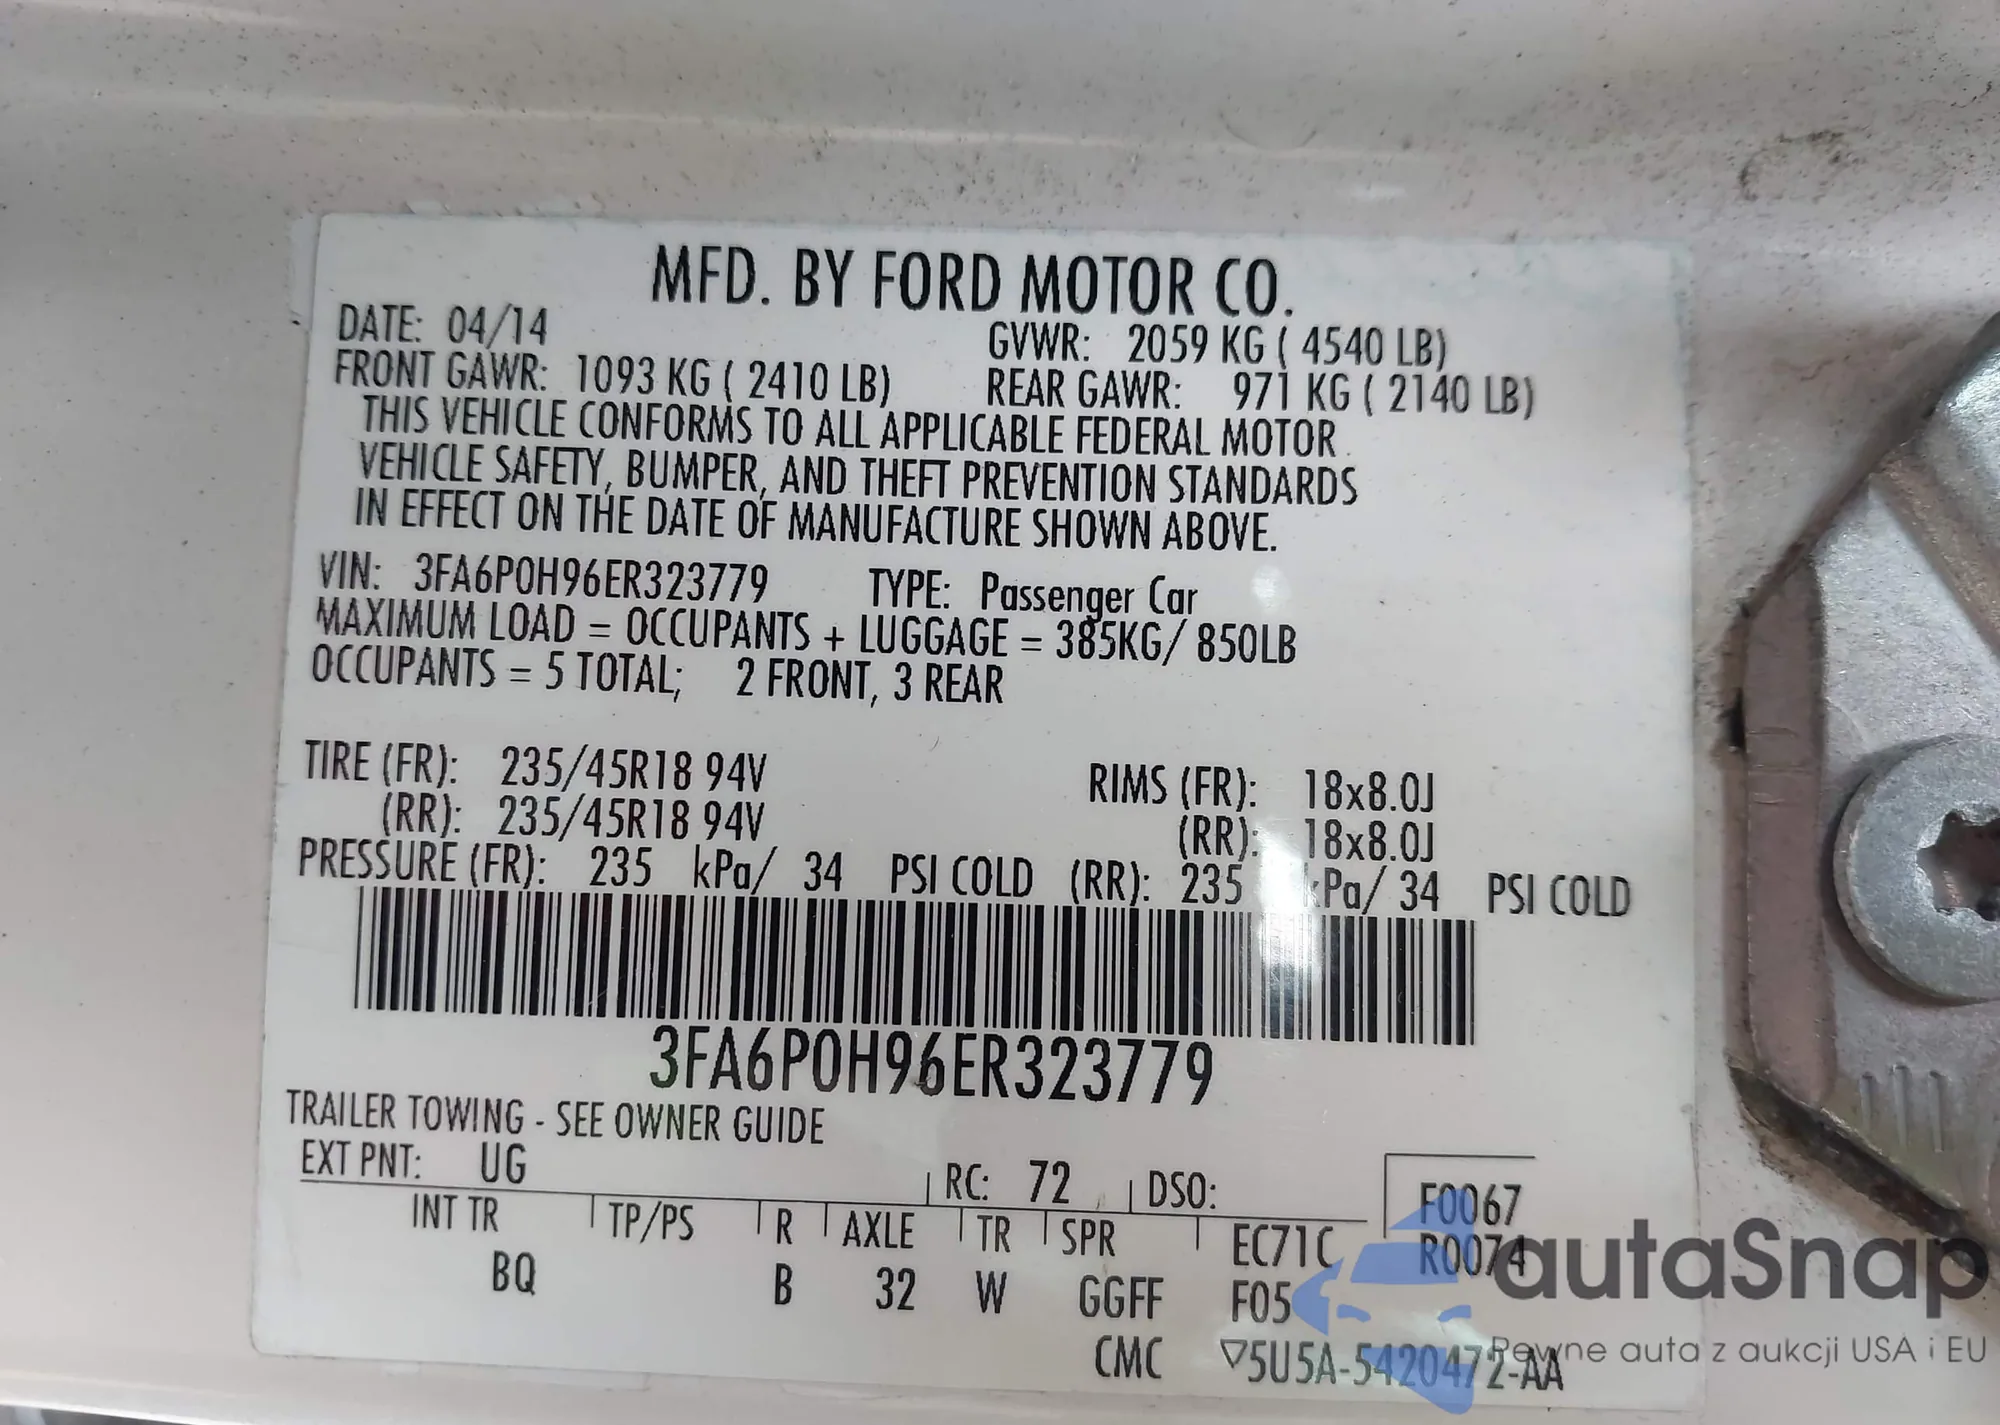 MFD. BY FORD MOTOR CO.
DATE: 04/14 GVWR: 2059 KG ( 4540 LB)
FRONT GAWR: 1093 KG ( 2410 LB) REAR GAWR: 971 KG ( 2140 LB)
THIS VEHICLE CONFORMS TO ALL APPLICABLE FEDERAL MOTOR
VEHICLE SAFETY, BUMPER, AND THEFT PREVENTION STANDARDS
IN EFFECT ON THE DATE OF MANUFACTURE SHOWN ABOVE.
VIN: 3FA6P0H96ER323779 TYPE: Passenger Car
MAXIMUM LOAD = OCCUPANTS + LUGGAGE = 385KG/ 850LB
OCCUPANTS = 5 TOTAL; 2 FRONT, 3 REAR
TIRE (FR): 235/45R18 94V RIMS (FR): 18x8.0J
(RR): 235/45R18 94V (RR): 18x8.0J
PRESSURE (FR): 235 kPa/ 34 PSI COLD (RR): 235 kPa/ 34 PSI COLD
3FA6P0H96ER323779
TRAILER TOWING - SEE OWNER GUIDE
EXT PNT: UG RC: 72 DSO: F0067
INT TR TP/PS R AXLE TR SPR EC71C R0074
BQ B 32 W GGFF F05
CMC ▽5U5A-5420472-AA
autaSnap
Pewne auta z aukcji USA i EU